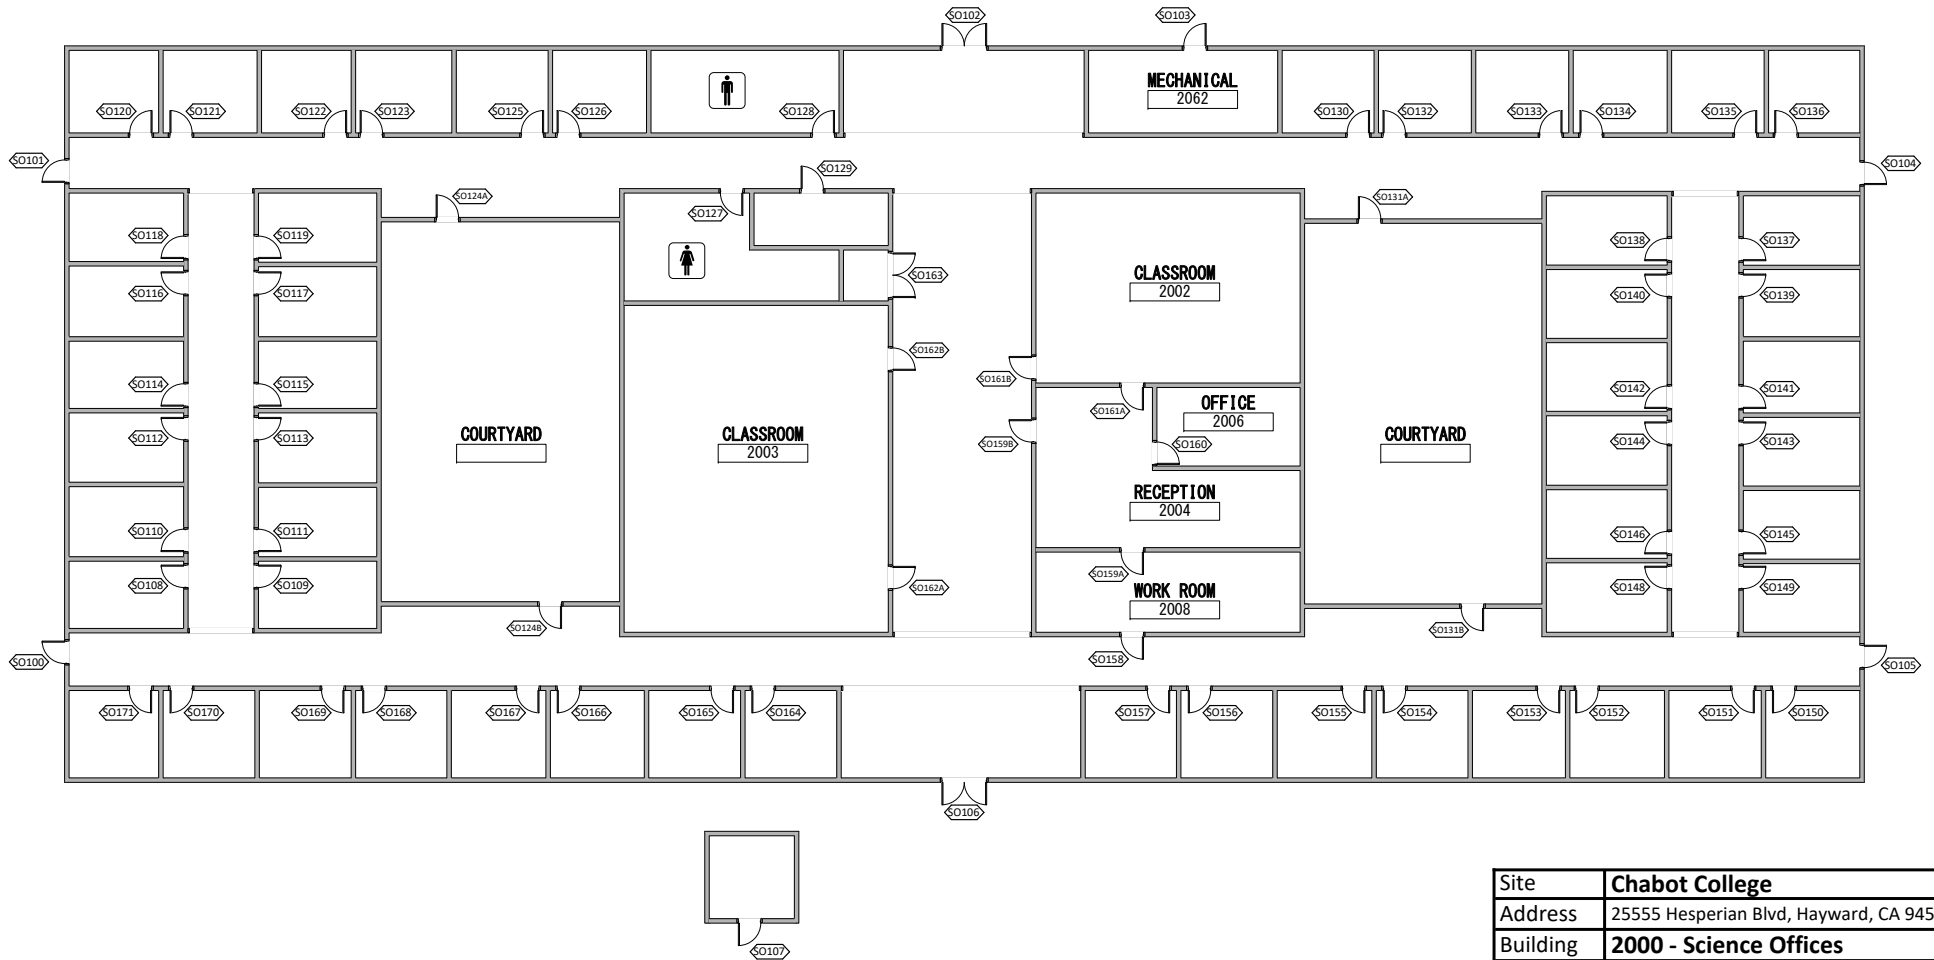 SO102
SO103
MECHANICAL
2062
SO120
SO121
SO122
SO123
SO125
SO126
SO128
SO130
SO132
SO133
SO134
SO135
SO136
SO101
SO129
SO104
SO124A
SO127
SO131A
SO118
SO119
SO138
SO137
SO163
CLASSROOM
2002
SO116
SO117
SO140
SO139
SO162B
SO161B
SO114
SO115
SO142
SO141
SO161A
OFFICE
2006
SO112
SO113
COURTYARD
CLASSROOM
2003
SO159B
SO160
COURTYARD
SO144
SO143
RECEPTION
2004
SO110
SO111
SO146
SO145
SO159A
SO108
SO109
SO162A
WORK ROOM
2008
SO148
SO149
SO124B
SO131B
SO100
SO158
SO105
SO171
SO170
SO169
SO168
SO167
SO166
SO165
SO164
SO157
SO156
SO155
SO154
SO153
SO152
SO151
SO150
SO106
SO107
Site Chabot College
Address 25555 Hesperian Blvd, Hayward, CA 945
Building 2000 - Science Offices